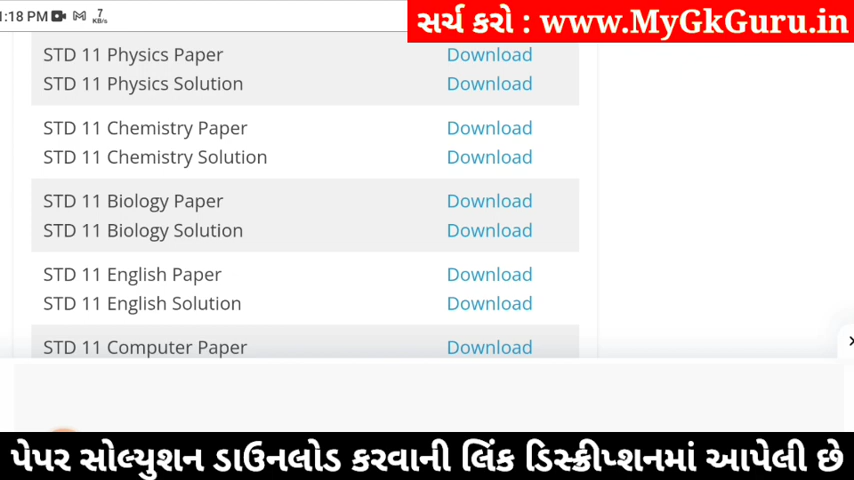 1:18 PM 7 KB/s
સર્ચ કરો : www.MyGkGuru.in
STD 11 Physics Paper Download
STD 11 Physics Solution Download
STD 11 Chemistry Paper Download
STD 11 Chemistry Solution Download
STD 11 Biology Paper Download
STD 11 Biology Solution Download
STD 11 English Paper Download
STD 11 English Solution Download
STD 11 Computer Paper Download
પેપર સોલ્યુશન ડાઉનલોડ કરવાની લિંક ડિસ્ક્રીપ્શનમાં આપેલી છે